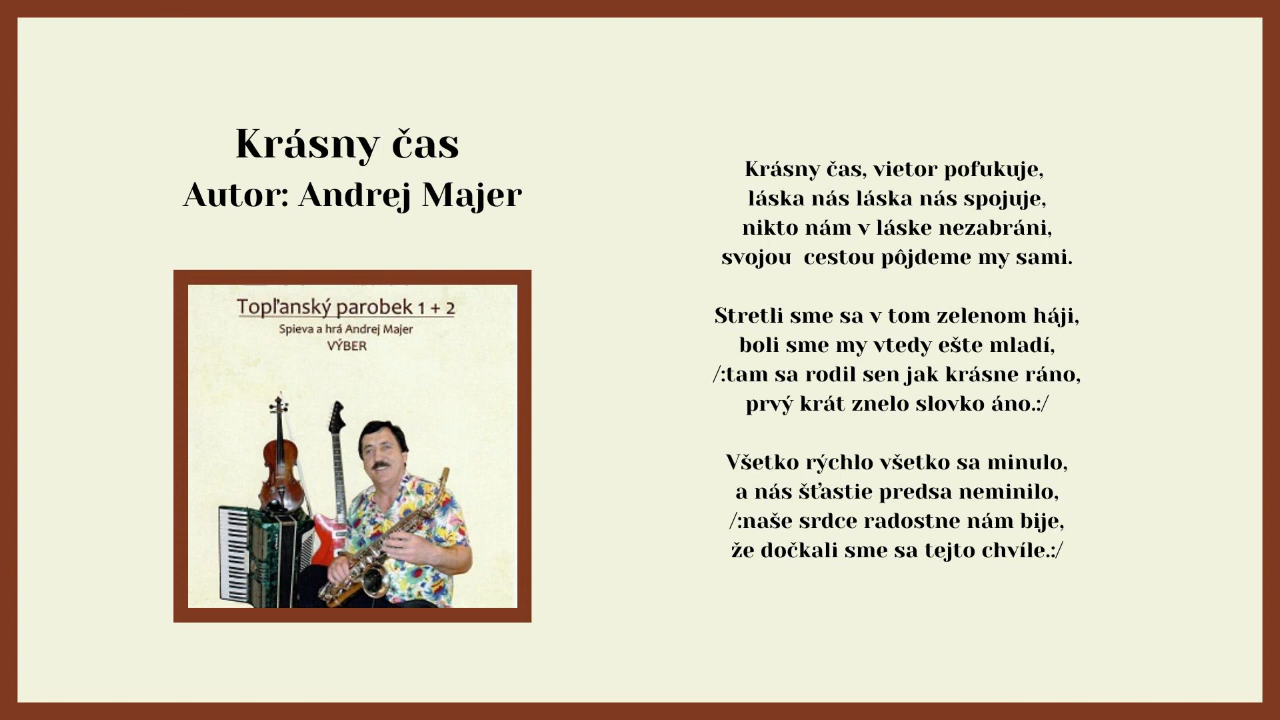 Krásny čas
Autor: Andrej Majer
Topľanský parobek 1 + 2
Spieva a hrá Andrej Majer
VÝBER
Krásny čas, vietor pofukuje,
láska nás láska nás spojuje,
nikto nám v láske nezabráni,
svojou  cestou pôjdeme my sami.
Stretli sme sa v tom zelenom háji,
boli sme my vtedy ešte mladí,
/:tam sa rodil sen jak krásne ráno,
prvý krát znelo slovko áno.:/
Všetko rýchlo všetko sa minulo,
a nás šťastie predsa neminilo,
/:naše srdce radostne nám bije,
že dočkali sme sa tejto chvíle.:/